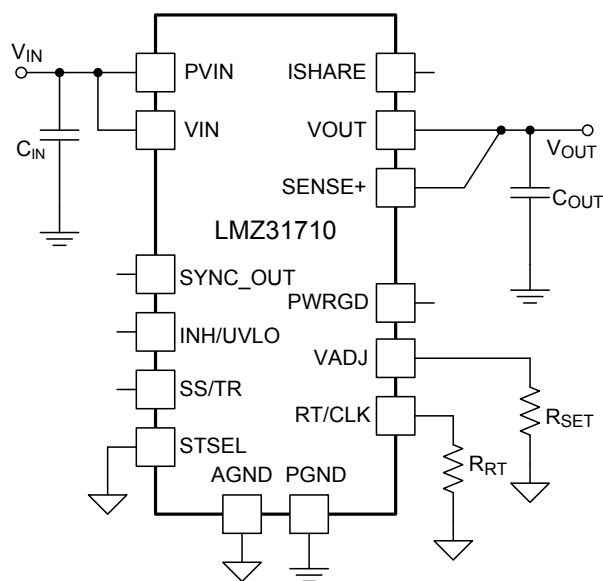 VIN
PVIN
ISHARE
VIN
VOUT
CIN
VOUT
SENSE+
COUT
LMZ31710
SYNC_OUT
PWRGD
INH/UVLO
VADJ
SS/TR
RT/CLK
RSET
STSEL
AGND
PGND
RRT